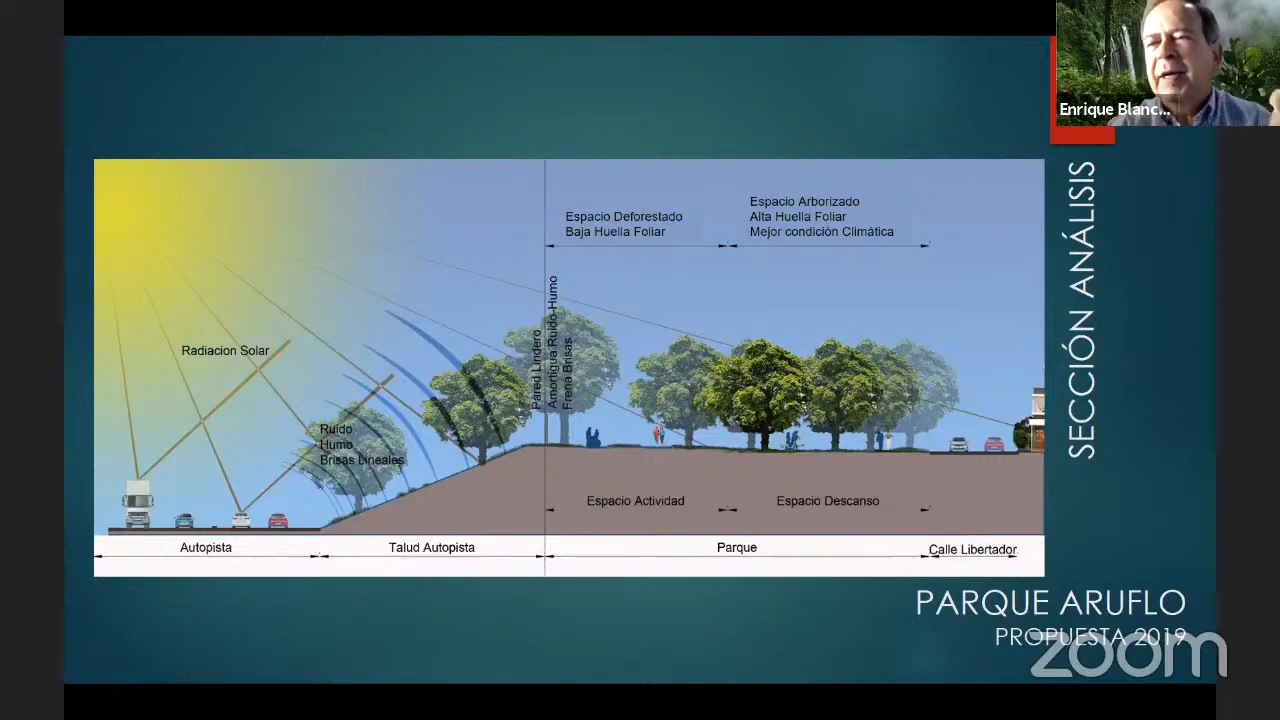 Enrique Blanc...
SECCIÓN ANÁLISIS
Espacio Deforestado
Baja Huella Foliar
Espacio Arborizado
Alta Huella Foliar
Mejor condición Climática
Radiacion Solar
Pared Lindero
Amortigua Ruido-Humo
Frena Brisas
Ruido
Humo
Brisas Lineales
Espacio Actividad
Espacio Descanso
Autopista
Talud Autopista
Parque
Calle Libertador
PARQUE ARUFLO
PROPUESTA 2019
zoom